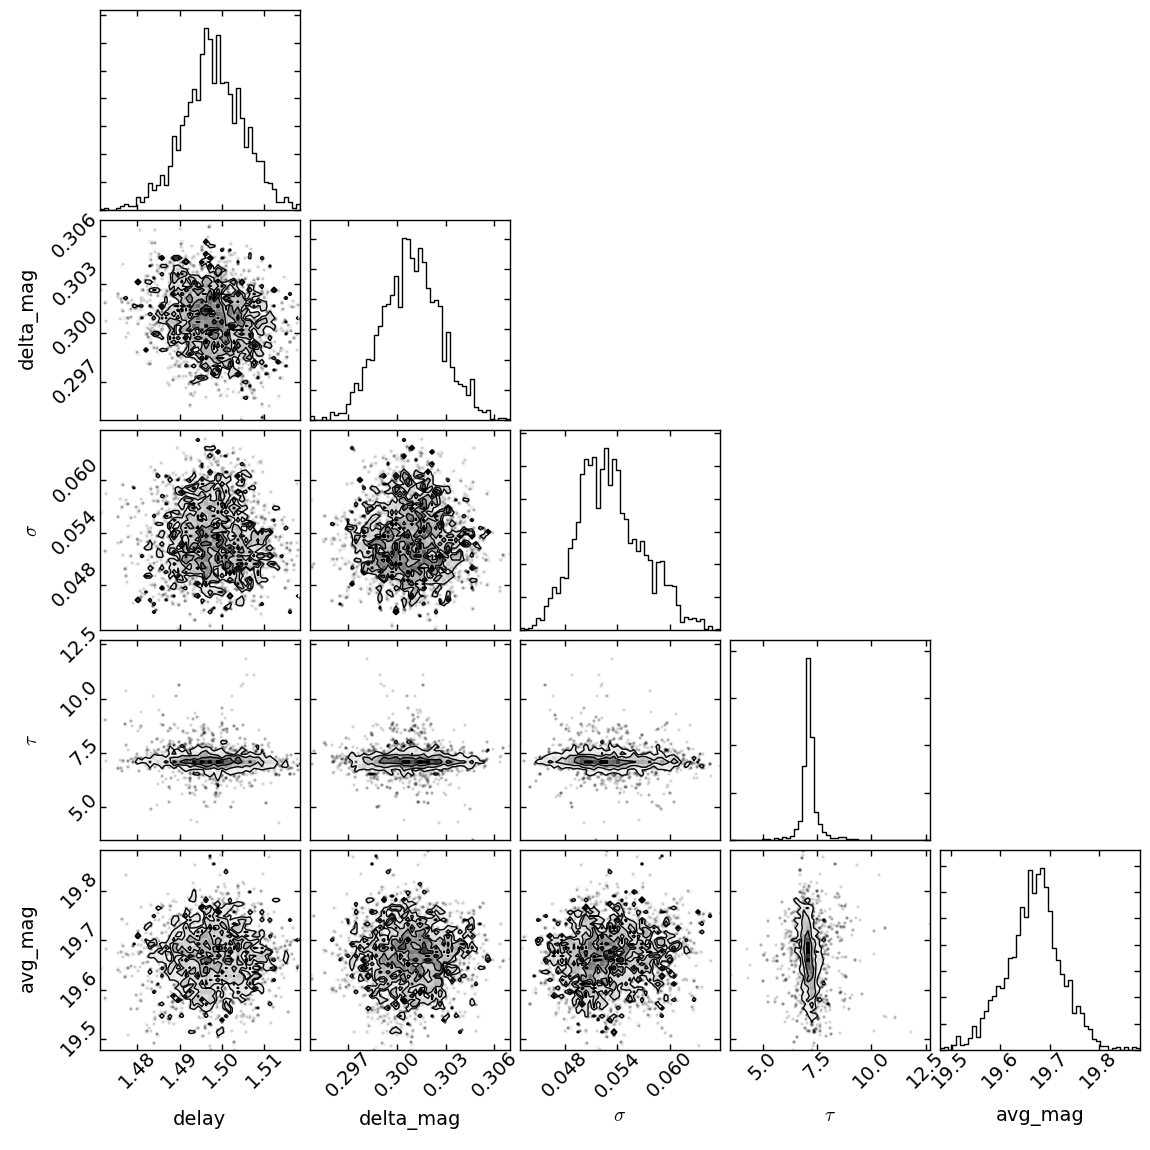 0.306
0.303
0.300
0.297
delta_mag
0.060
0.054
0.048
σ
12.5
10.0
7.5
5.0
τ
19.8
19.7
19.6
19.5
avg_mag
1.48 1.49 1.50 1.51
0.297 0.300 0.303 0.306
0.048 0.054 0.060
5.0 7.5 10.0 12.5
19.5 19.6 19.7 19.8
delay delta_mag σ τ avg_mag